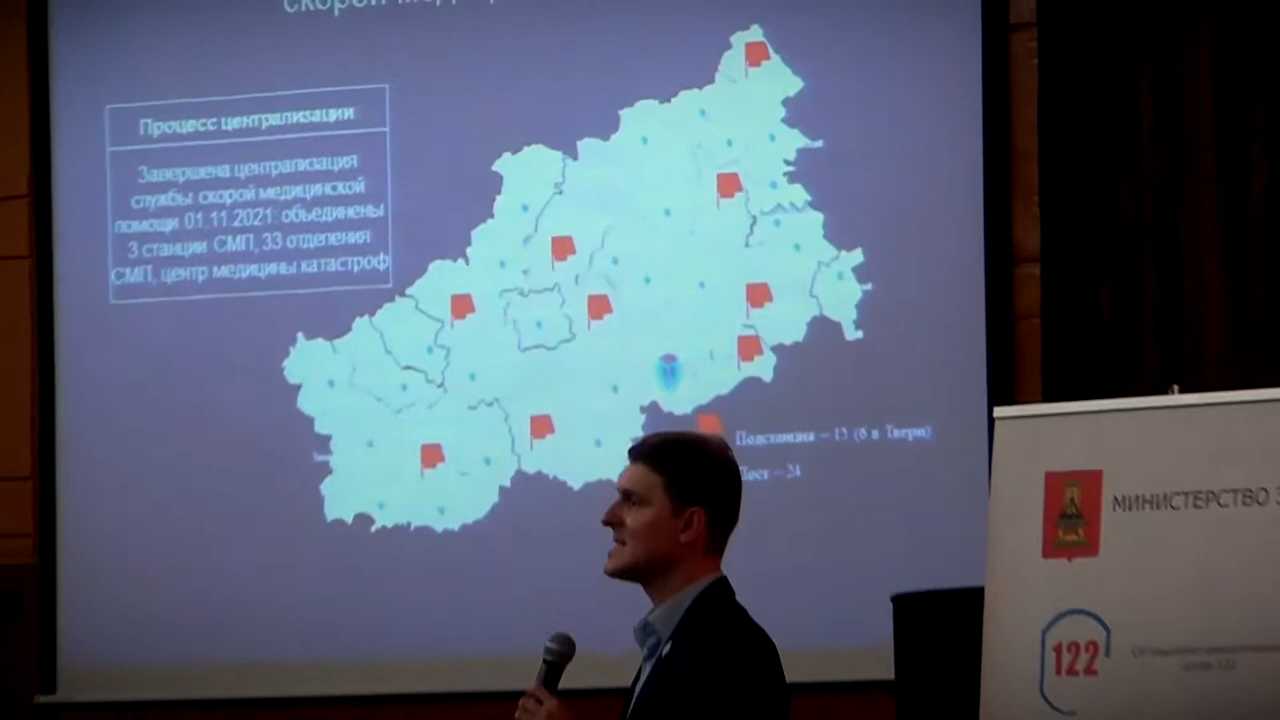 скорой
Процесс централизации
Завершена централизация
службы скорой медицинской
помощи 01.11.2021: объединены
3 станции СМП, 33 отделения
СМП, центр медицины катастроф
Подстанция – 13 (6 в Твери)
Пост – 24
МИНИСТЕРСТВО
122